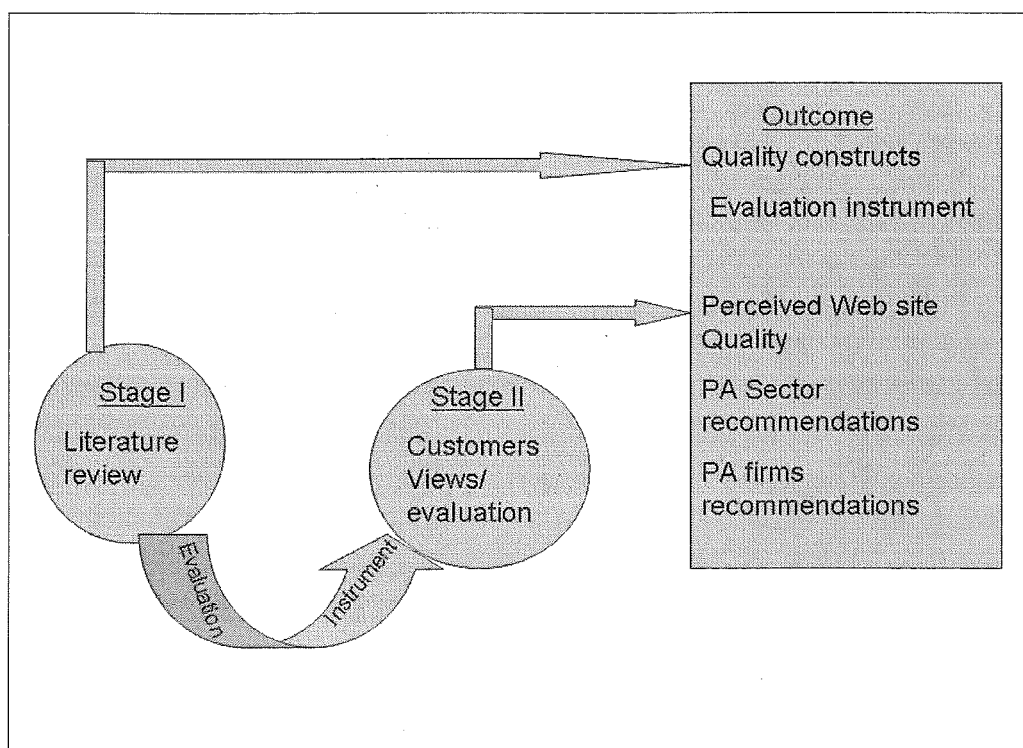 Outcome
Quality constructs
Evaluation instrument
Perceived Web site
Quality
PA Sector
recommendations
PA firms
recommendations
Stage I
Literature
review
Stage II
Customers
Views/
evaluation
Evaluation
Instrument